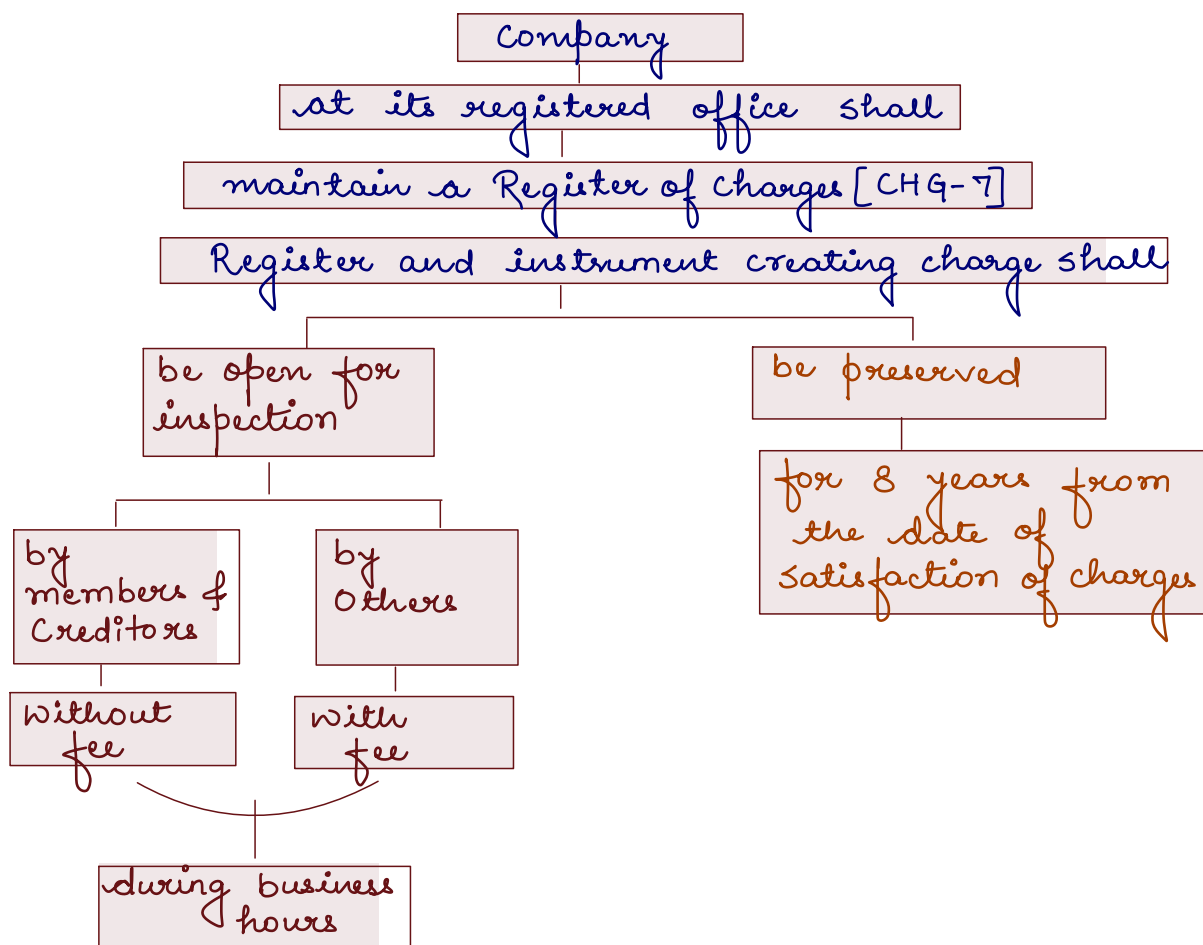 Company
at its registered office shall
maintain a Register of charges [CHG-7]
Register and instrument creating charge shall
be open for
inspection
be preserved
for 8 years from
the date of
satisfaction of charges
by
members &
Creditors
by
Others
without
fee
with
fee
during business
hours